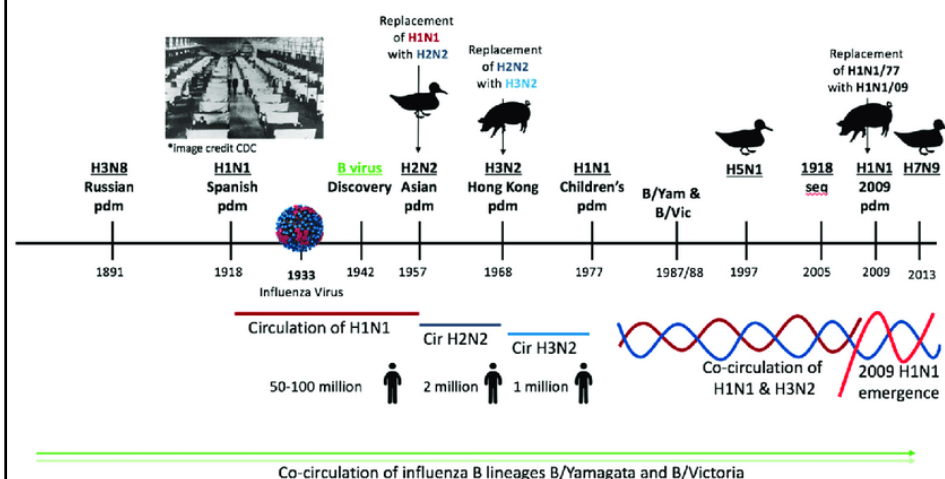 Replacement
of H1N1
with H2N2
Replacement
of H2N2
with H3N2
Replacement
of H1N1/77
with H1N1/09
*image credit CDC
H3N8
Russian
pdm
H1N1
Spanish
pdm
B virus
Discovery
H2N2
Asian
pdm
H3N2
Hong Kong
pdm
H1N1
Children's
pdm
B/Yam &
B/Vic
H5N1
1918
seq
H1N1
2009
pdm
H7N9
1891
1918
1933
Influenza Virus
1942
1957
1968
1977
1987/88
1997
2005
2009
2013
Circulation of H1N1
Cir H2N2
Cir H3N2
50-100 million
2 million
1 million
Co-circulation of
H1N1 & H3N2
2009 H1N1
emergence
Co-circulation of influenza B lineages B/Yamagata and B/Victoria